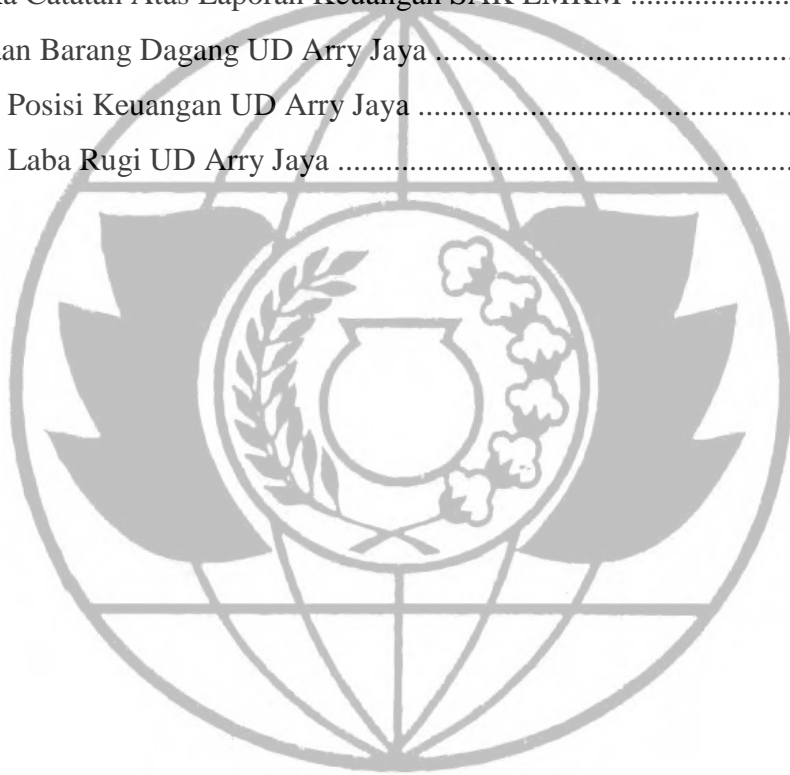 Catatan Atas Laporan Keuangan SAK EMKM ......................
an Barang Dagang UD Arry Jaya .............................................
Posisi Keuangan UD Arry Jaya ...............................................
Laba Rugi UD Arry Jaya .........................................................